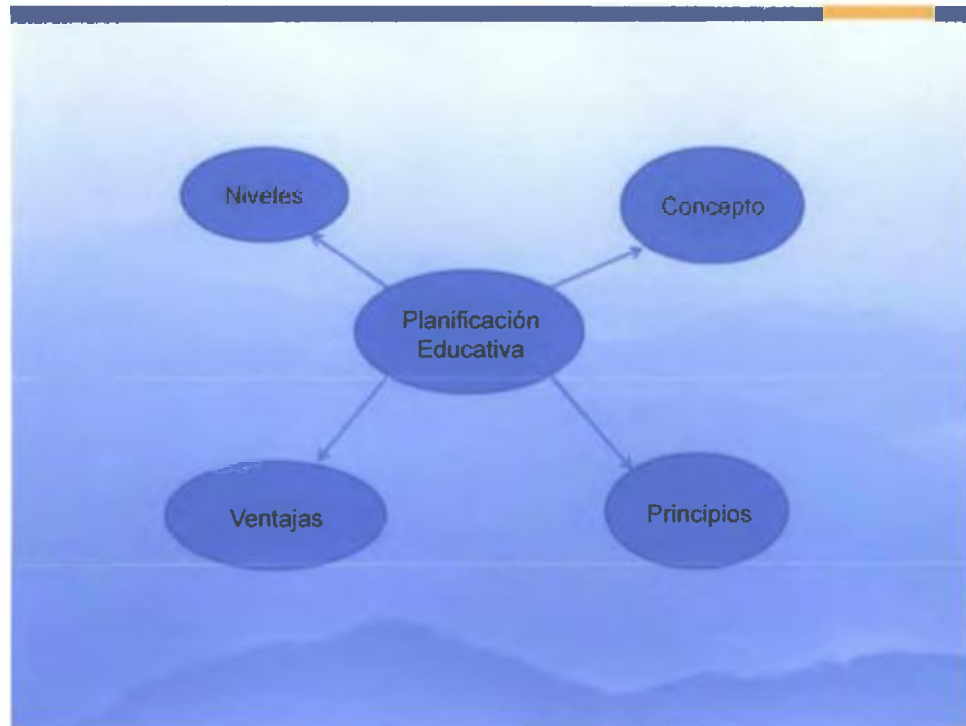 Niveles
Concepto
Planificación
Educativa
Ventajas
Principios